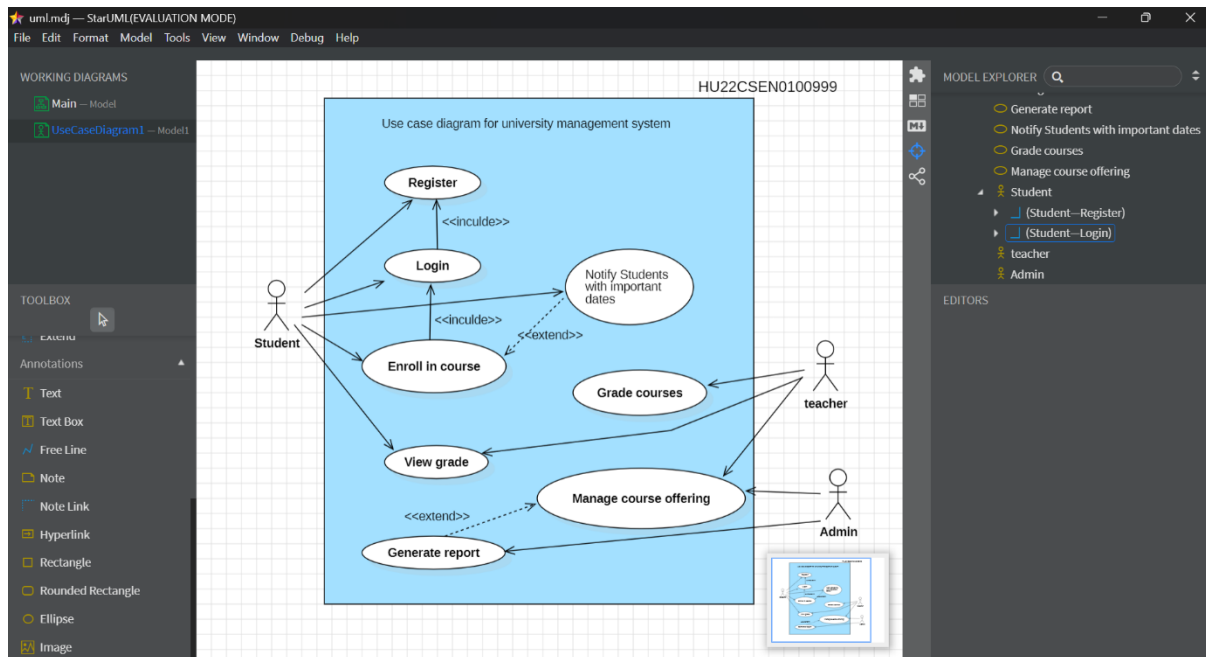 uml.mdj — StarUML(EVALUATION MODE)
File Edit Format Model Tools View Window Debug Help
WORKING DIAGRAMS
Main — Model
UseCaseDiagram1 — Model1
TOOLBOX
Extend
Annotations
Text
Text Box
Free Line
Note
Note Link
Hyperlink
Rectangle
Rounded Rectangle
Ellipse
Image
HU22CSEN0100999
Use case diagram for university management system
Register
<<inculde>>
Login
Notify Students
with important
dates
<<inculde>>
<<extend>>
Student
Enroll in course
Grade courses
teacher
View grade
Manage course offering
<<extend>>
Admin
Generate report
MODEL EXPLORER
Generate report
Notify Students with important dates
Grade courses
Manage course offering
Student
(Student—Register)
(Student—Login)
teacher
Admin
EDITORS